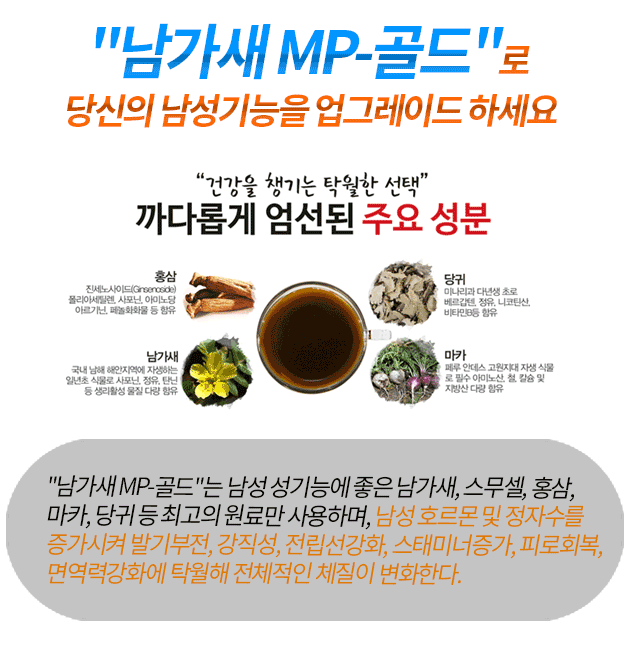 "남가새 MP-골드"로
당신의 남성기능을 업그레이드 하세요
“건강을 챙기는 탁월한 선택”
까다롭게 엄선된 주요 성분
홍삼
진세노사이드(Ginsenoside)
폴리아세틸렌, 사포닌, 아미노당
아르기닌, 페놀화화물 등 함유
당귀
미나리과 다년생 초로
베르갑텐, 정유, 니코틴산,
비타민B등 함유
남가새
국내 남해 해안지역에 자생하는
일년초 식물로 사포닌, 정유, 탄닌
등 생리활성 물질 다량 함유
마카
페루 안데스 고원지대 자생 식물
로 필수 아미노산, 철, 칼슘 및
지방산 다량 함유
"남가새 MP-골드"는 남성 성기능에 좋은 남가새, 스무셀, 홍삼,
마카, 당귀 등 최고의 원료만 사용하며, 남성 호르몬 및 정자수를
증가시켜 발기부전, 강직성, 전립선강화, 스태미너증가, 피로회복,
면역력강화에 탁월해 전체적인 체질이 변화한다.